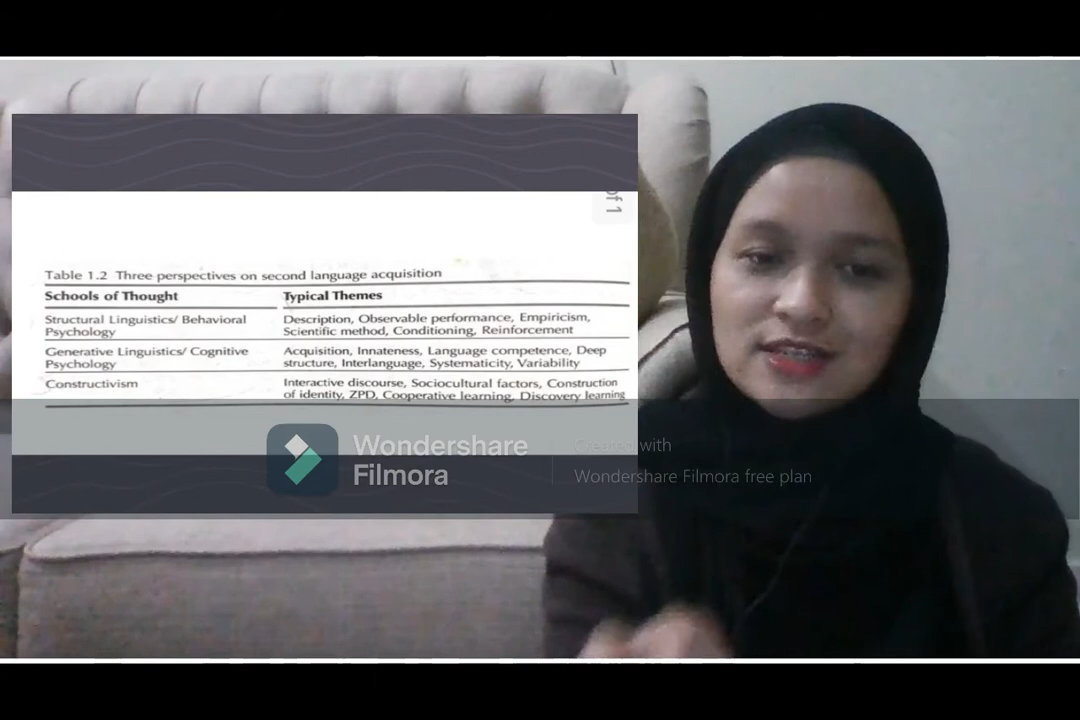 of 1
Table 1.2 Three perspectives on second language acquisition
Schools of Thought
Typical Themes
Structural Linguistics/ Behavioral
Psychology
Description, Observable performance, Empiricism,
Scientific method, Conditioning, Reinforcement
Generative Linguistics/ Cognitive
Psychology
Acquisition, Innateness, Language competence, Deep
structure, Interlanguage, Systematicity, Variability
Constructivism
Interactive discourse, Sociocultural factors, Construction
of identity, ZPD, Cooperative learning, Discovery learning
Wondershare
Filmora
Created with
Wondershare Filmora free plan